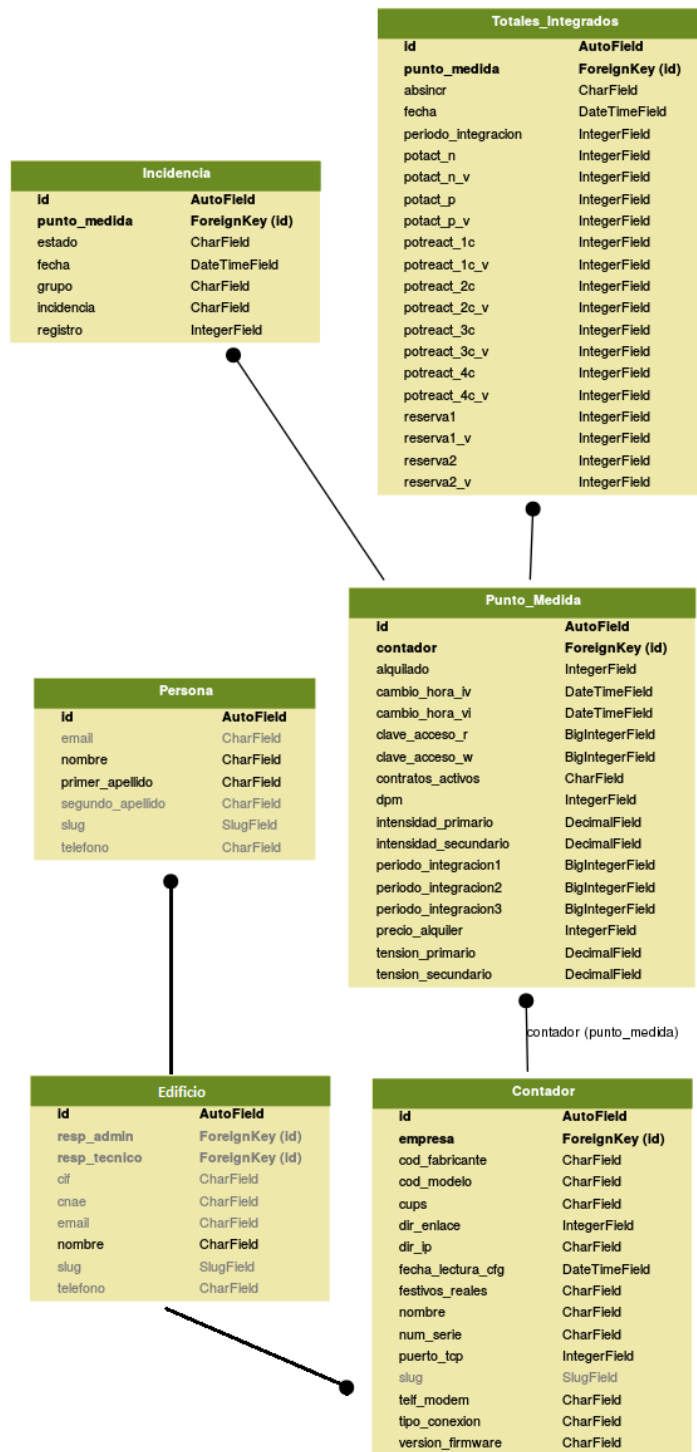 Totales_Integrados
id AutoField
punto_medida ForeignKey (id)
absincr CharField
fecha DateTimeField
periodo_integracion IntegerField
potact_n IntegerField
potact_n_v IntegerField
potact_p IntegerField
potact_p_v IntegerField
potreact_1c IntegerField
potreact_1c_v IntegerField
potreact_2c IntegerField
potreact_2c_v IntegerField
potreact_3c IntegerField
potreact_3c_v IntegerField
potreact_4c IntegerField
potreact_4c_v IntegerField
reserva1 IntegerField
reserva1_v IntegerField
reserva2 IntegerField
reserva2_v IntegerField
Incidencia
id AutoField
punto_medida ForeignKey (id)
estado CharField
fecha DateTimeField
grupo CharField
incidencia CharField
registro IntegerField
Punto_Medida
id AutoField
contador ForeignKey (id)
alquilado IntegerField
cambio_hora_iv DateTimeField
cambio_hora_vi DateTimeField
clave_acceso_r BigIntegerField
clave_acceso_w BigIntegerField
contratos_activos CharField
dpm IntegerField
intensidad_primario DecimalField
intensidad_secundario DecimalField
periodo_integracion1 BigIntegerField
periodo_integracion2 BigIntegerField
periodo_integracion3 BigIntegerField
precio_alquiler IntegerField
tension_primario DecimalField
tension_secundario DecimalField
Persona
id AutoField
email CharField
nombre CharField
primer_apellido CharField
segundo_apellido CharField
slug SlugField
telefono CharField
contador (punto_medida)
Edificio
id AutoField
resp_admin ForeignKey (id)
resp_tecnico ForeignKey (id)
cif CharField
cnae CharField
email CharField
nombre CharField
slug SlugField
telefono CharField
Contador
id AutoField
empresa ForeignKey (id)
cod_fabricante CharField
cod_modelo CharField
cups CharField
dir_enlace IntegerField
dir_ip CharField
fecha_lectura_cfg DateTimeField
festivos_reales CharField
nombre CharField
num_serie CharField
puerto_tcp IntegerField
slug SlugField
telf_modem CharField
tipo_conexion CharField
version_firmware CharField